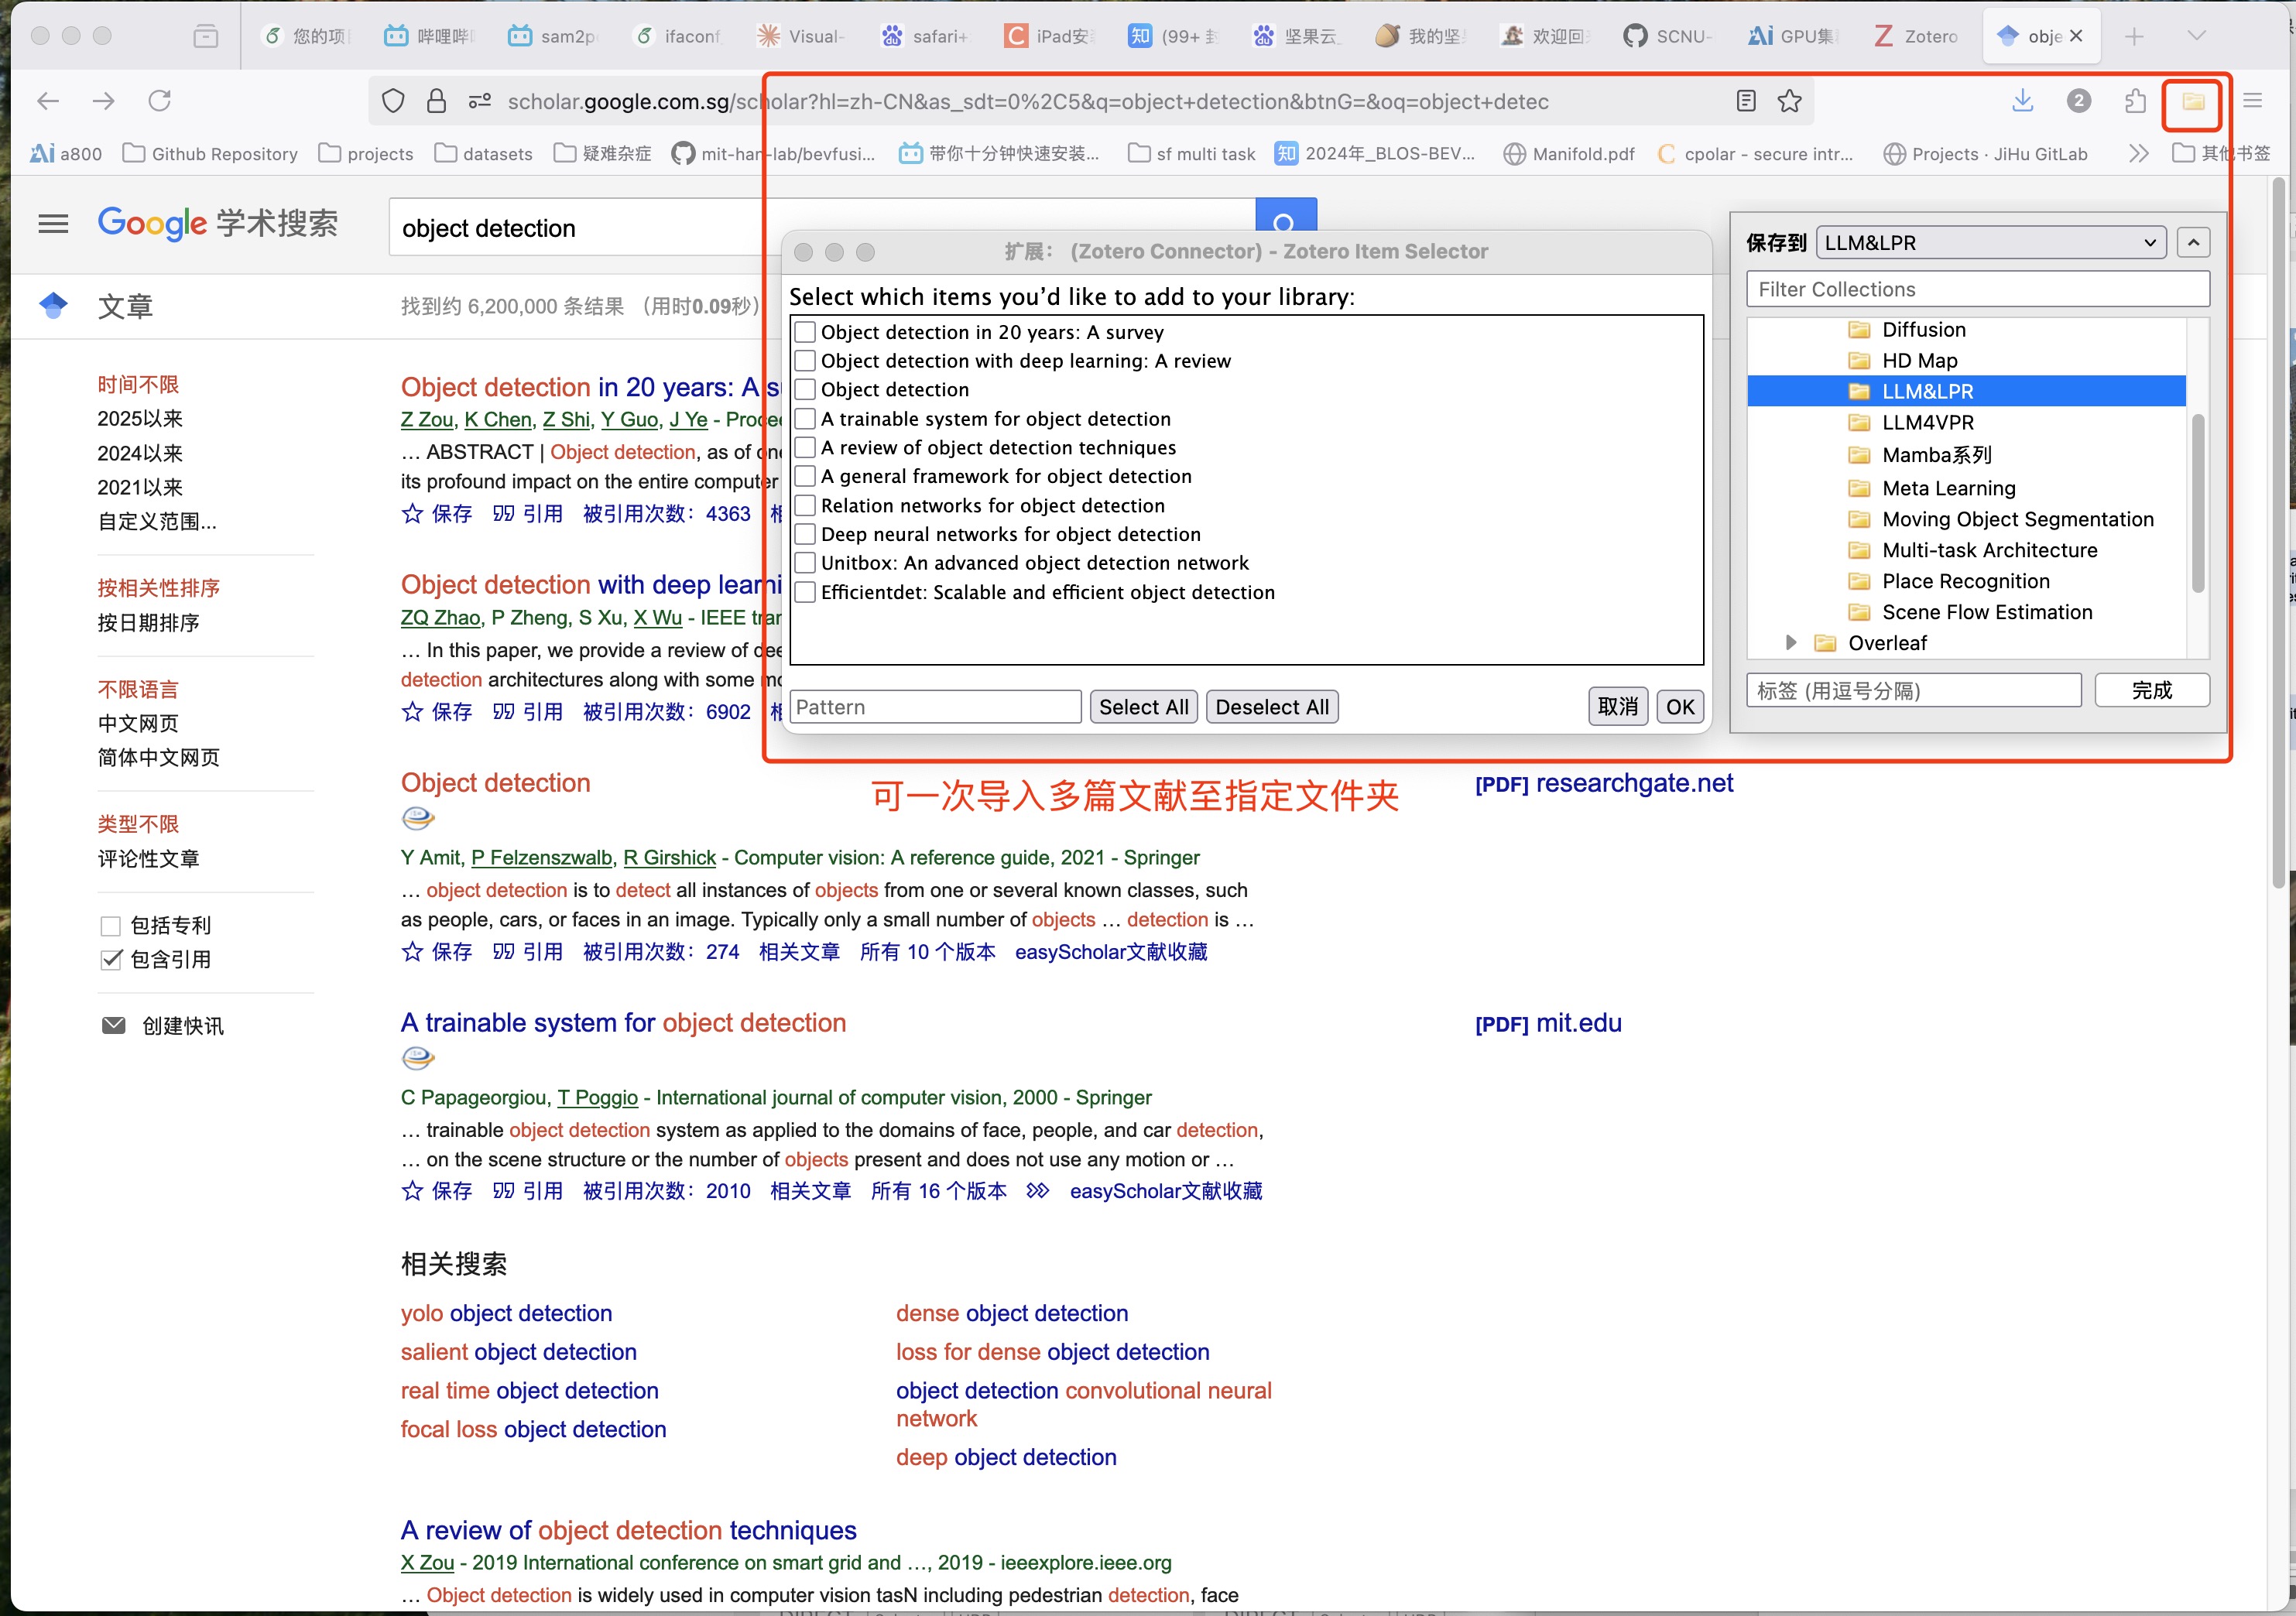 您的项
哔哩哔
sam2p
ifaconf
Visual-
safari+
iPad安
(99+ 封
坚果云
我的坚
欢迎回
SCNU-
GPU集
Zotero
obje
scholar.google.com.sg/scholar?hl=zh-CN&as_sdt=0%2C5&q=object+detection&btnG=&oq=object+detec
2
a800
Github Repository
projects
datasets
疑难杂症
mit-han-lab/bevfusi...
带你十分钟快速安装...
sf multi task
2024年_BLOS-BEV...
Manifold.pdf
cpolar - secure intr...
Projects · JiHu GitLab
其他书签
Google 学术搜索
object detection
文章
找到约 6,200,000 条结果 （用时0.09秒）
时间不限
2025以来
2024以来
2021以来
自定义范围...
按相关性排序
按日期排序
不限语言
中文网页
简体中文网页
类型不限
评论性文章
包括专利
包含引用
创建快讯
Object detection in 20 years: A s
Z Zou, K Chen, Z Shi, Y Guo, J Ye - Proce
… ABSTRACT | Object detection, as of one
its profound impact on the entire computer
保存 引用 被引用次数：4363
Object detection with deep learni
ZQ Zhao, P Zheng, S Xu, X Wu - IEEE trar
… In this paper, we provide a review of dee
detection architectures along with some mo
保存 引用 被引用次数：6902
扩展： (Zotero Connector) - Zotero Item Selector
Select which items you’d like to add to your library:
Object detection in 20 years: A survey
Object detection with deep learning: A review
Object detection
A trainable system for object detection
A review of object detection techniques
A general framework for object detection
Relation networks for object detection
Deep neural networks for object detection
Unitbox: An advanced object detection network
Efficientdet: Scalable and efficient object detection
Pattern
Select All
Deselect All
取消
OK
保存到
LLM&LPR
Filter Collections
Diffusion
HD Map
LLM&LPR
LLM4VPR
Mamba系列
Meta Learning
Moving Object Segmentation
Multi-task Architecture
Place Recognition
Scene Flow Estimation
Overleaf
标签 (用逗号分隔)
完成
可一次导入多篇文献至指定文件夹
Object detection
[PDF] researchgate.net
Y Amit, P Felzenszwalb, R Girshick - Computer vision: A reference guide, 2021 - Springer
… object detection is to detect all instances of objects from one or several known classes, such
as people, cars, or faces in an image. Typically only a small number of objects … detection is …
保存 引用 被引用次数：274 相关文章 所有 10 个版本 easyScholar文献收藏
A trainable system for object detection
[PDF] mit.edu
C Papageorgiou, T Poggio - International journal of computer vision, 2000 - Springer
… trainable object detection system as applied to the domains of face, people, and car detection,
… on the scene structure or the number of objects present and does not use any motion or …
保存 引用 被引用次数：2010 相关文章 所有 16 个版本 easyScholar文献收藏
相关搜索
yolo object detection
salient object detection
real time object detection
focal loss object detection
dense object detection
loss for dense object detection
object detection convolutional neural
network
deep object detection
A review of object detection techniques
X Zou - 2019 International conference on smart grid and …, 2019 - ieeexplore.ieee.org
… Object detection is widely used in computer vision tasN including pedestrian detection, face